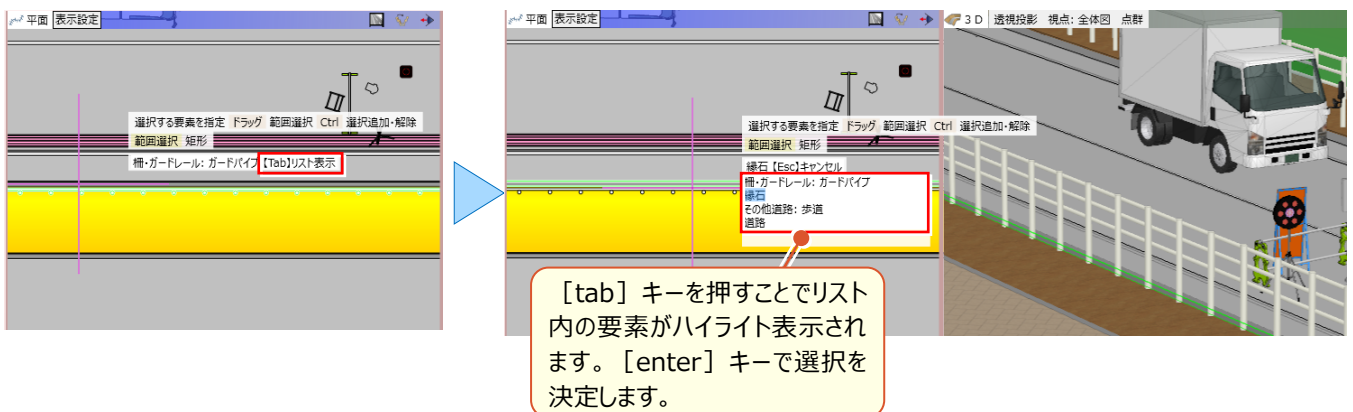 平面 表示設定
選択する要素を指定 ドラッグ 範囲選択 Ctrl 選択追加・解除
範囲選択 矩形
柵・ガードレール: ガードパイプ 【Tab】リスト表示
平面 表示設定
選択する要素を指定 ドラッグ 範囲選択 Ctrl 選択追加・解除
範囲選択 矩形
縁石 【Esc】キャンセル
柵・ガードレール: ガードパイプ
縁石
その他道路: 歩道
道路
3D 透視投影 視点: 全体図 点群
［tab］キーを押すことでリスト
内の要素がハイライト表示され
ます。［enter］キーで選択を
決定します。